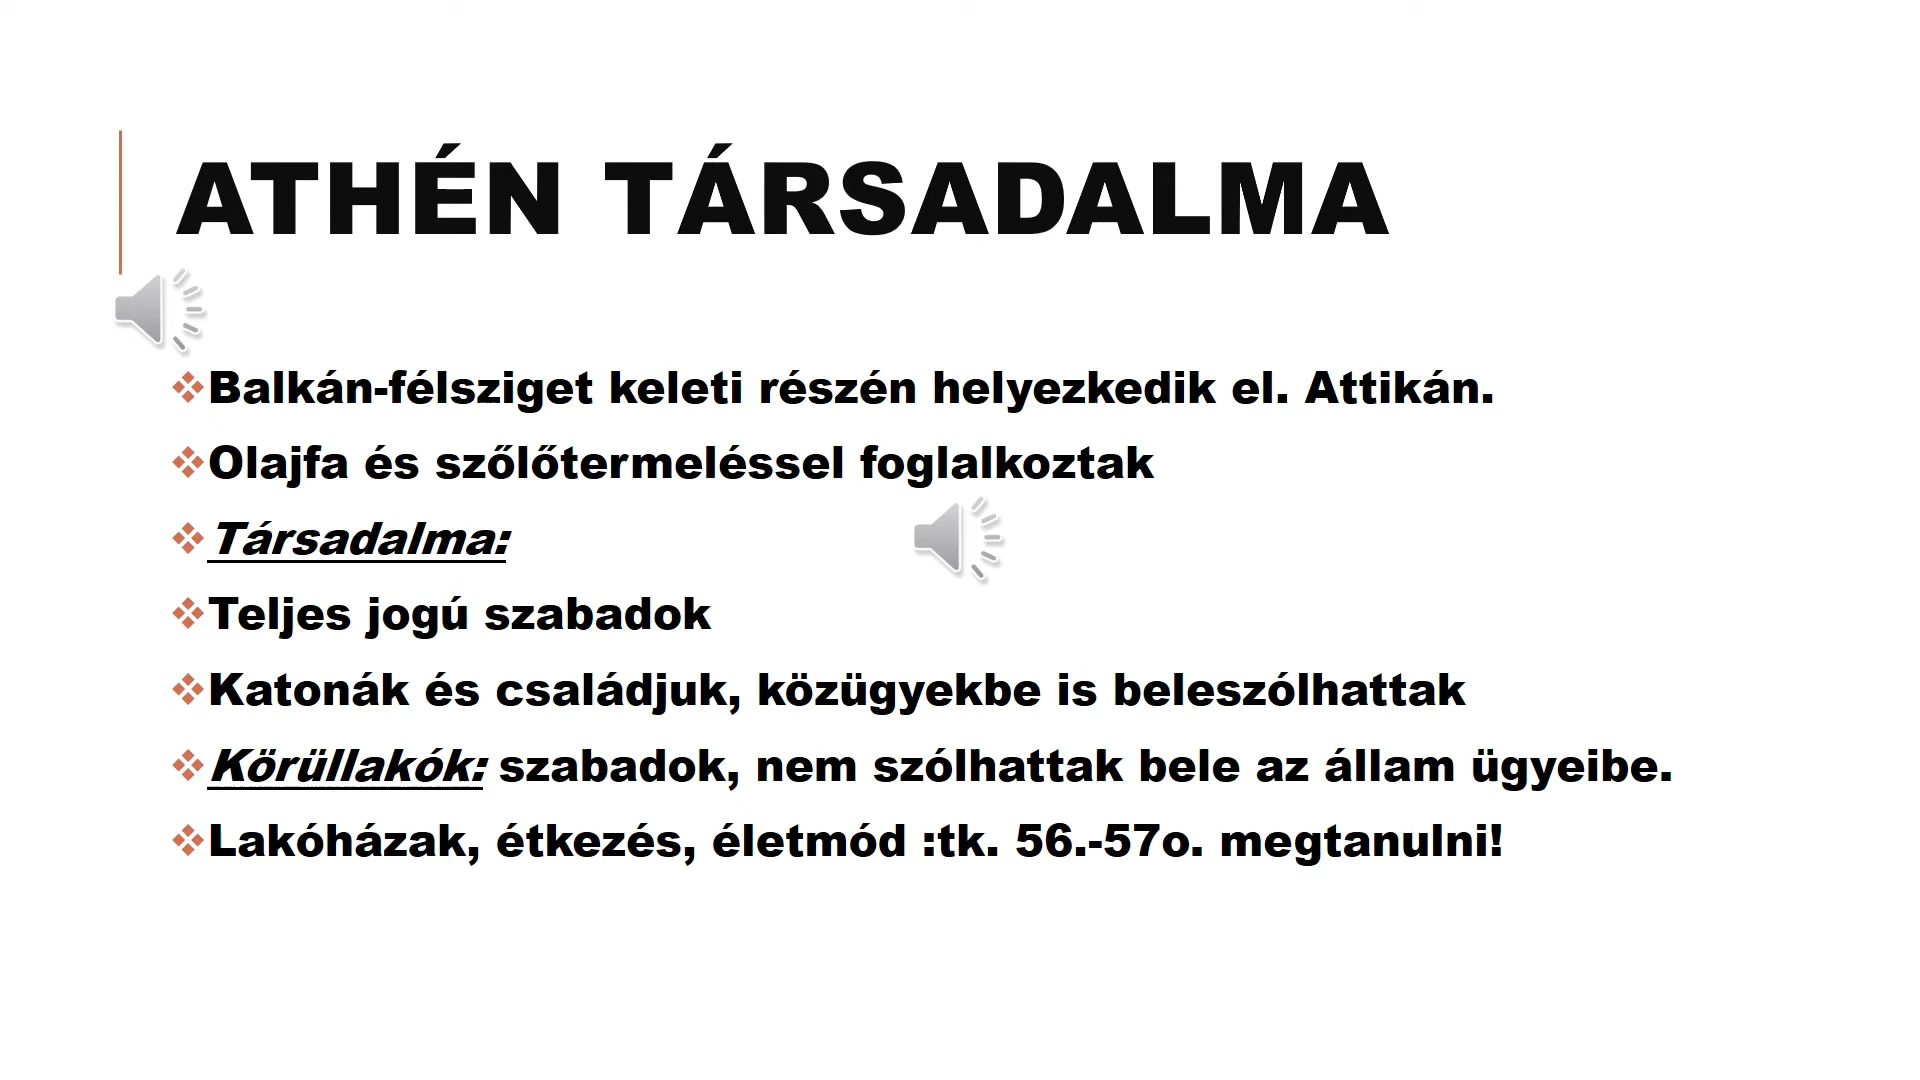 ATHÉN TÁRSADALMA
Balkán-félsziget keleti részén helyezkedik el. Attikán.
Olajfa és szőlőtermeléssel foglalkoztak
Társadalma:
Teljes jogú szabadok
Katonák és családjuk, közügyekbe is beleszólhattak
Körüllakók: szabadok, nem szólhattak bele az állam ügyeibe.
Lakóházak, étkezés, életmód :tk. 56.-57o. megtanulni!